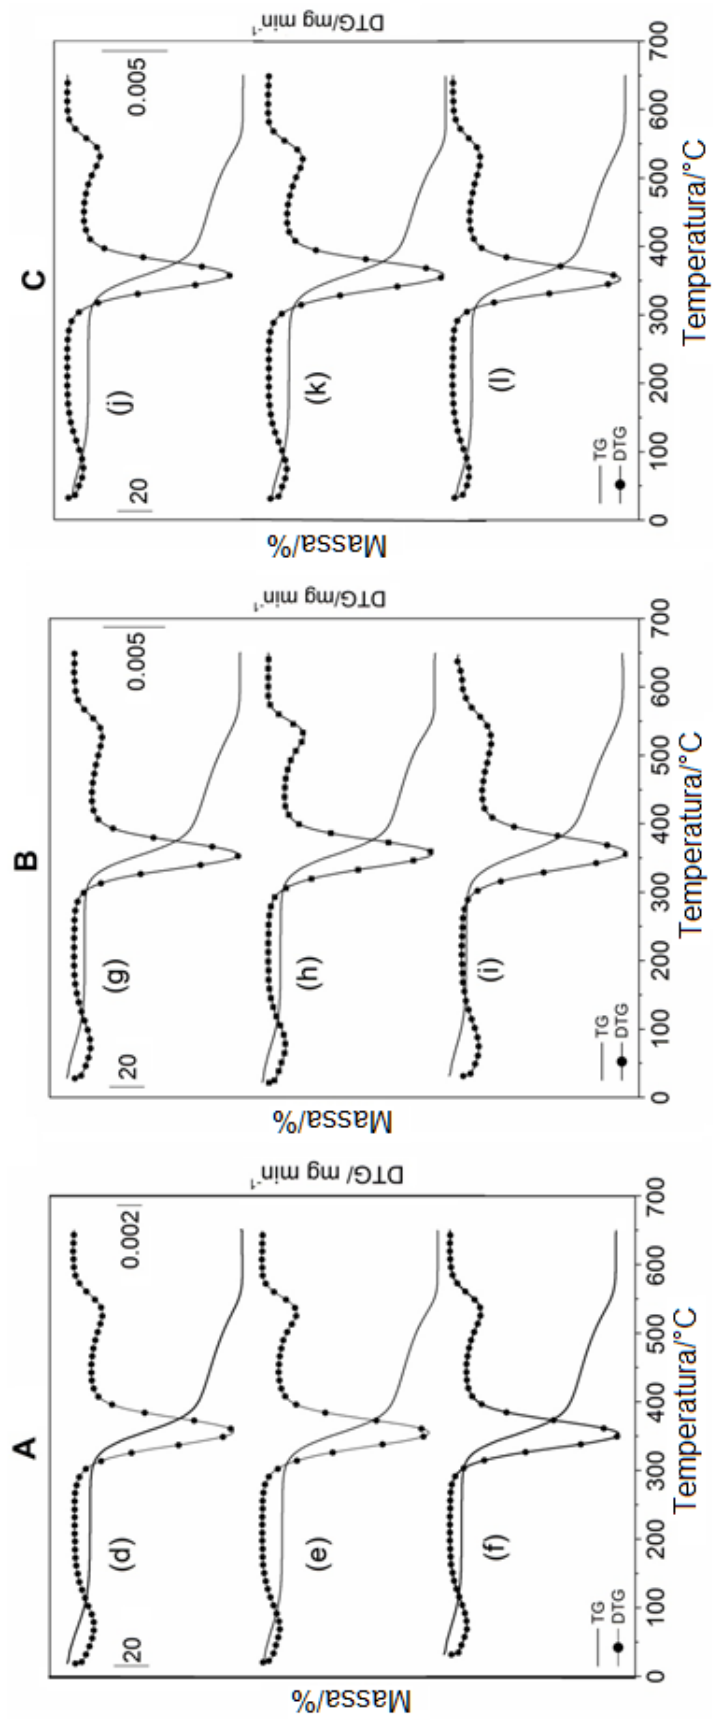 A
DTG/ mg min⁻¹
Massa/%
20
0.002
(d)
(e)
(f)
TG
DTG
0 100 200 300 400 500 600 700
Temperatura/°C
B
DTG/mg min⁻¹
Massa/%
20
0.005
(g)
(h)
(i)
TG
DTG
0 100 200 300 400 500 600 700
Temperatura/°C
C
DTG/mg min⁻¹
Massa/%
20
0.005
(j)
(k)
(l)
TG
DTG
0 100 200 300 400 500 600 700
Temperatura/°C